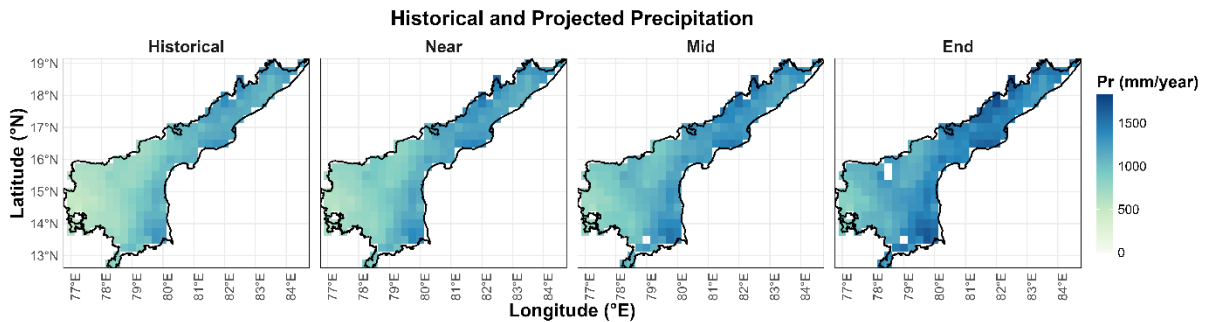 Historical and Projected Precipitation
Historical Near Mid End
19°N
18°N
17°N
16°N
15°N
14°N
13°N
Latitude (°N)
77°E 78°E 79°E 80°E 81°E 82°E 83°E 84°E 77°E 78°E 79°E 80°E 81°E 82°E 83°E 84°E 77°E 78°E 79°E 80°E 81°E 82°E 83°E 84°E 77°E 78°E 79°E 80°E 81°E 82°E 83°E 84°E
Longitude (°E)
Pr (mm/year)
1500
1000
500
0